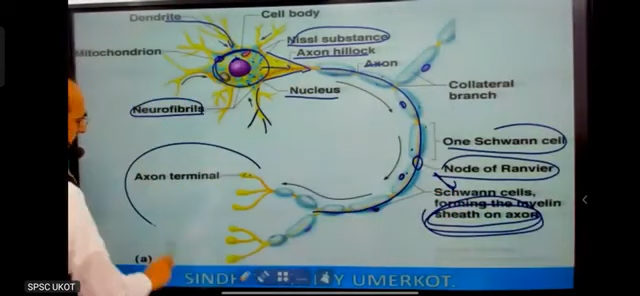 Dendrite
Cell body
Nissl substance
Mitochondrion
Axon hillock
Axon
Collateral
branch
Nucleus
Neurofibrils
One Schwann cell
Node of Ranvier
Axon terminal
Schwann cells,
forming the myelin
sheath on axon
(a)
UMERKOT.
SPSC UKOT